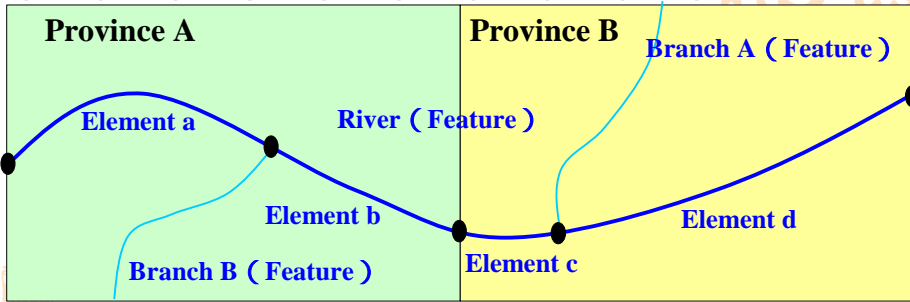 Province A
Province B
Branch A ( Feature )
Element a
River ( Feature )
Element b
Element d
Branch B ( Feature )
Element c